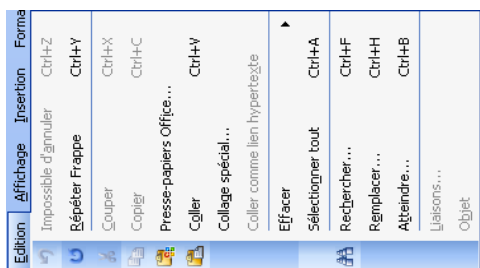 Edition Affichage Insertion Forma
Impossible d'annuler Ctrl+Z
Répéter Frappe Ctrl+Y
Couper Ctrl+X
Copier Ctrl+C
Presse-papiers Office...
Coller Ctrl+V
Collage spécial...
Coller comme lien hypertexte
Effacer
Sélectionner tout Ctrl+A
Rechercher... Ctrl+F
Remplacer... Ctrl+H
Atteindre... Ctrl+B
Liaisons...
Objet